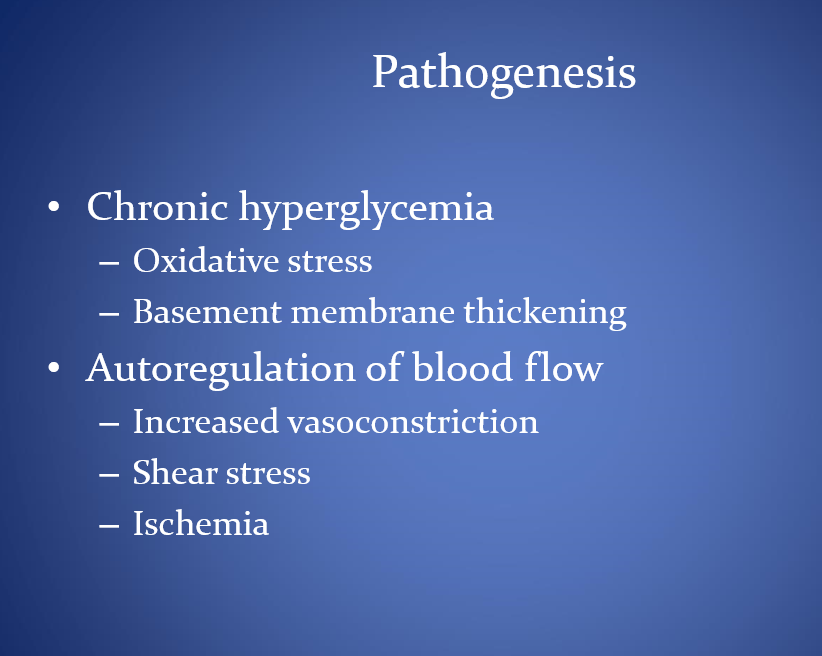 Pathogenesis
• Chronic hyperglycemia
– Oxidative stress
– Basement membrane thickening
• Autoregulation of blood flow
– Increased vasoconstriction
– Shear stress
– Ischemia